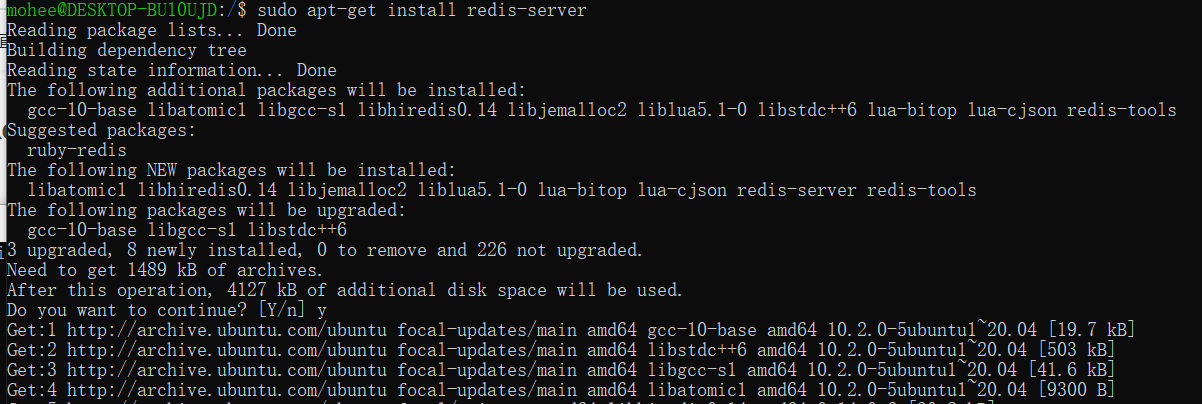 mohee@DESKTOP-BU1OUJD:/$ sudo apt-get install redis-server
Reading package lists... Done
Building dependency tree
Reading state information... Done
The following additional packages will be installed:
gcc-10-base libatomic1 libgcc-s1 libhiredis0.14 libjemalloc2 liblua5.1-0 libstdc++6 lua-bitop lua-cjson redis-tools
Suggested packages:
ruby-redis
The following NEW packages will be installed:
libatomic1 libhiredis0.14 libjemalloc2 liblua5.1-0 lua-bitop lua-cjson redis-server redis-tools
The following packages will be upgraded:
gcc-10-base libgcc-s1 libstdc++6
3 upgraded, 8 newly installed, 0 to remove and 226 not upgraded.
Need to get 1489 kB of archives.
After this operation, 4127 kB of additional disk space will be used.
Do you want to continue? [Y/n] y
Get:1 http://archive.ubuntu.com/ubuntu focal-updates/main amd64 gcc-10-base amd64 10.2.0-5ubuntu1~20.04 [19.7 kB]
Get:2 http://archive.ubuntu.com/ubuntu focal-updates/main amd64 libstdc++6 amd64 10.2.0-5ubuntu1~20.04 [503 kB]
Get:3 http://archive.ubuntu.com/ubuntu focal-updates/main amd64 libgcc-s1 amd64 10.2.0-5ubuntu1~20.04 [41.6 kB]
Get:4 http://archive.ubuntu.com/ubuntu focal-updates/main amd64 libatomic1 amd64 10.2.0-5ubuntu1~20.04 [9300 B]